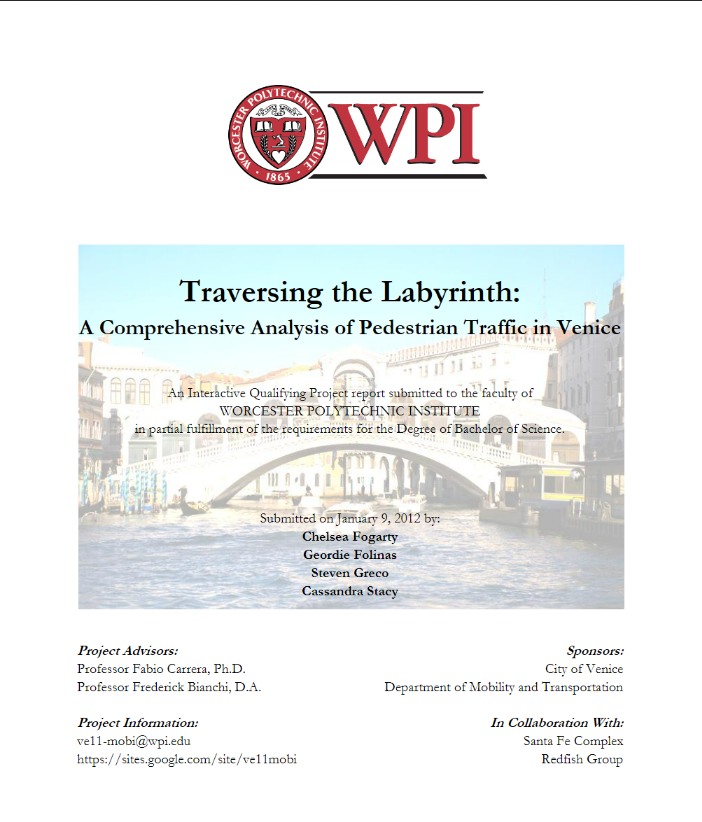 WORCESTER POLYTECHNIC INSTITUTE
1865
WPI
Traversing the Labyrinth:
A Comprehensive Analysis of Pedestrian Traffic in Venice
An Interactive Qualifying Project report submitted to the faculty of
WORCESTER POLYTECHNIC INSTITUTE
in partial fulfillment of the requirements for the Degree of Bachelor of Science.
Submitted on January 9, 2012 by:
Chelsea Fogarty
Geordie Folinas
Steven Greco
Cassandra Stacy
Project Advisors:
Professor Fabio Carrera, Ph.D.
Professor Frederick Bianchi, D.A.
Sponsors:
City of Venice
Department of Mobility and Transportation
Project Information:
ve11-mobi@wpi.edu
https://sites.google.com/site/ve11mobi
In Collaboration With:
Santa Fe Complex
Redfish Group